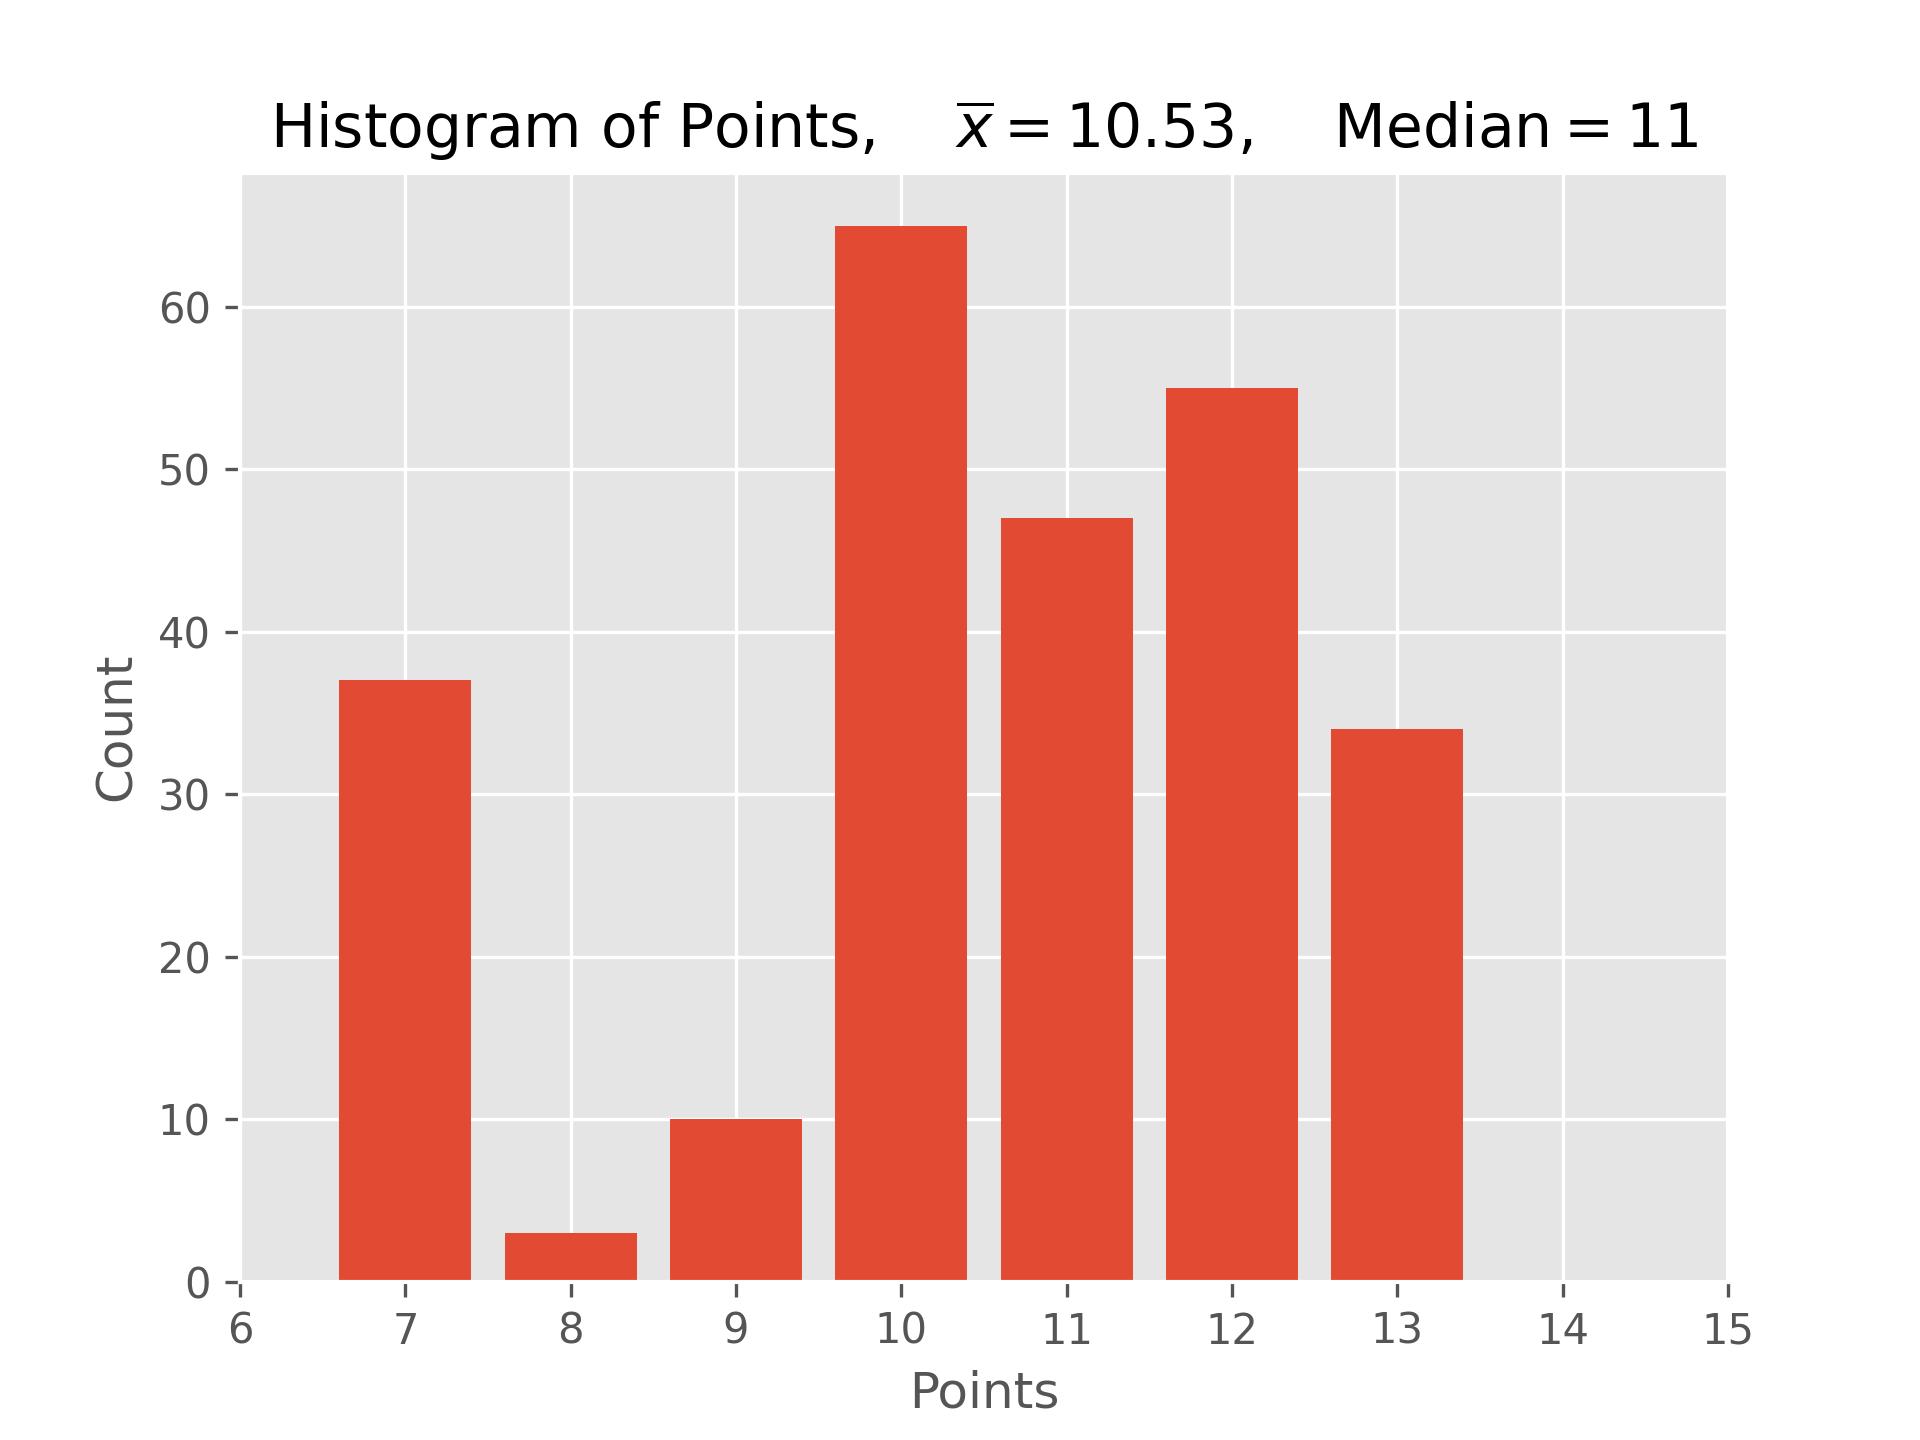 Histogram of Points, x̅ = 10.53, Median = 11
60
50
40
30
20
10
0
Count
6 7 8 9 10 11 12 13 14 15
Points